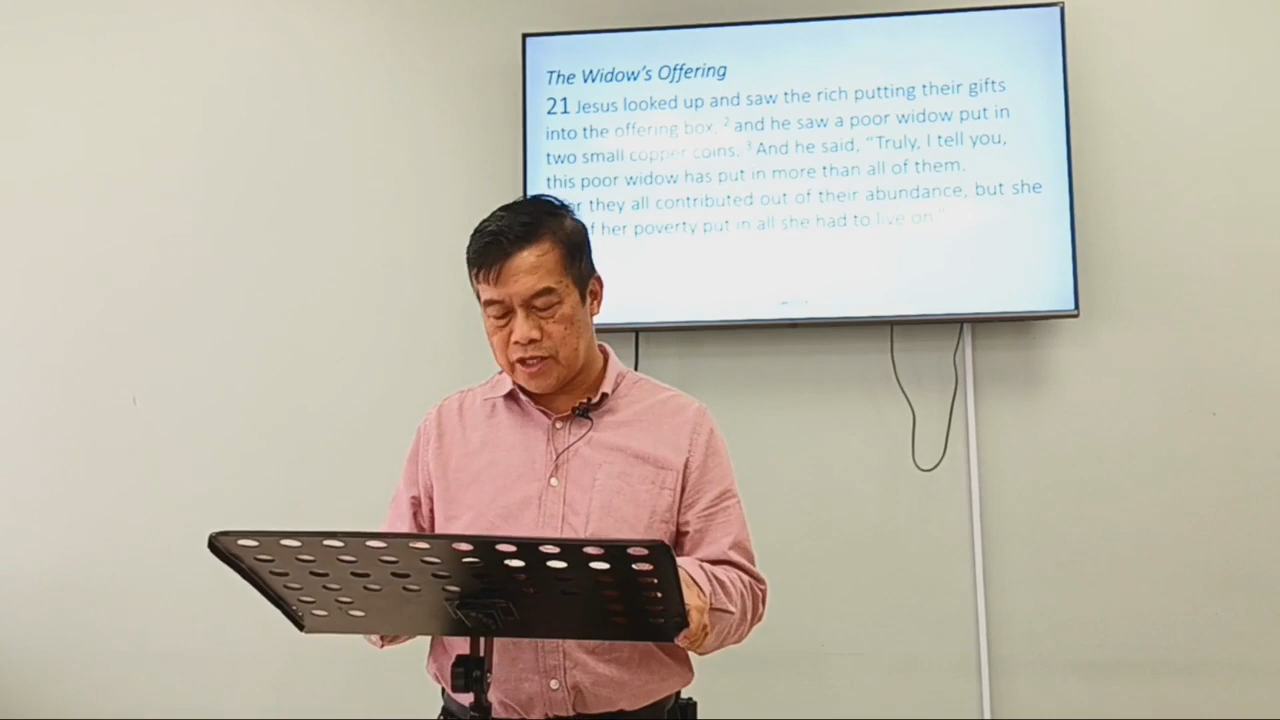 The Widow's Offering
21 Jesus looked up and saw the rich putting their gifts
into the offering box, 2 and he saw a poor widow put in
two small copper coins. 3 And he said, "Truly, I tell you,
this poor widow has put in more than all of them.
they all contributed out of their abundance, but she
her poverty put in all she had to live on."